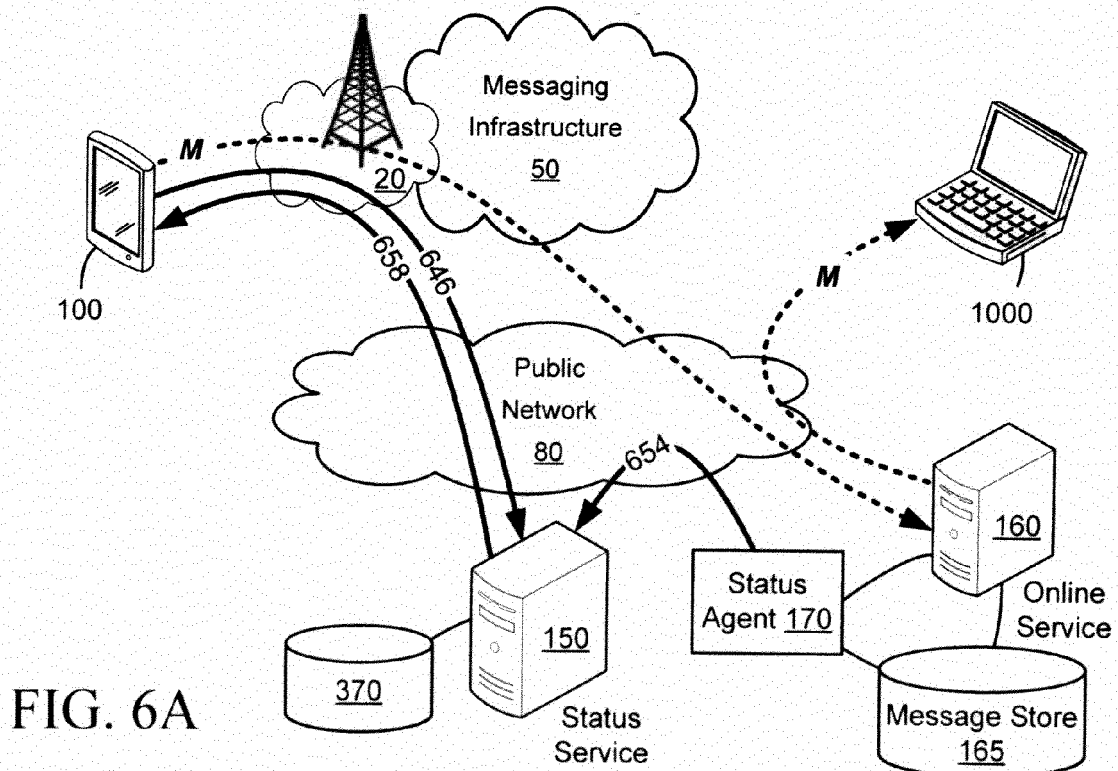 Messaging
Infrastructure
50
M
20
100
658
646
M
1000
Public
Network
80
654
160
Online
Service
Status
Agent 170
150
Status
Service
370
Message Store
165
FIG. 6A